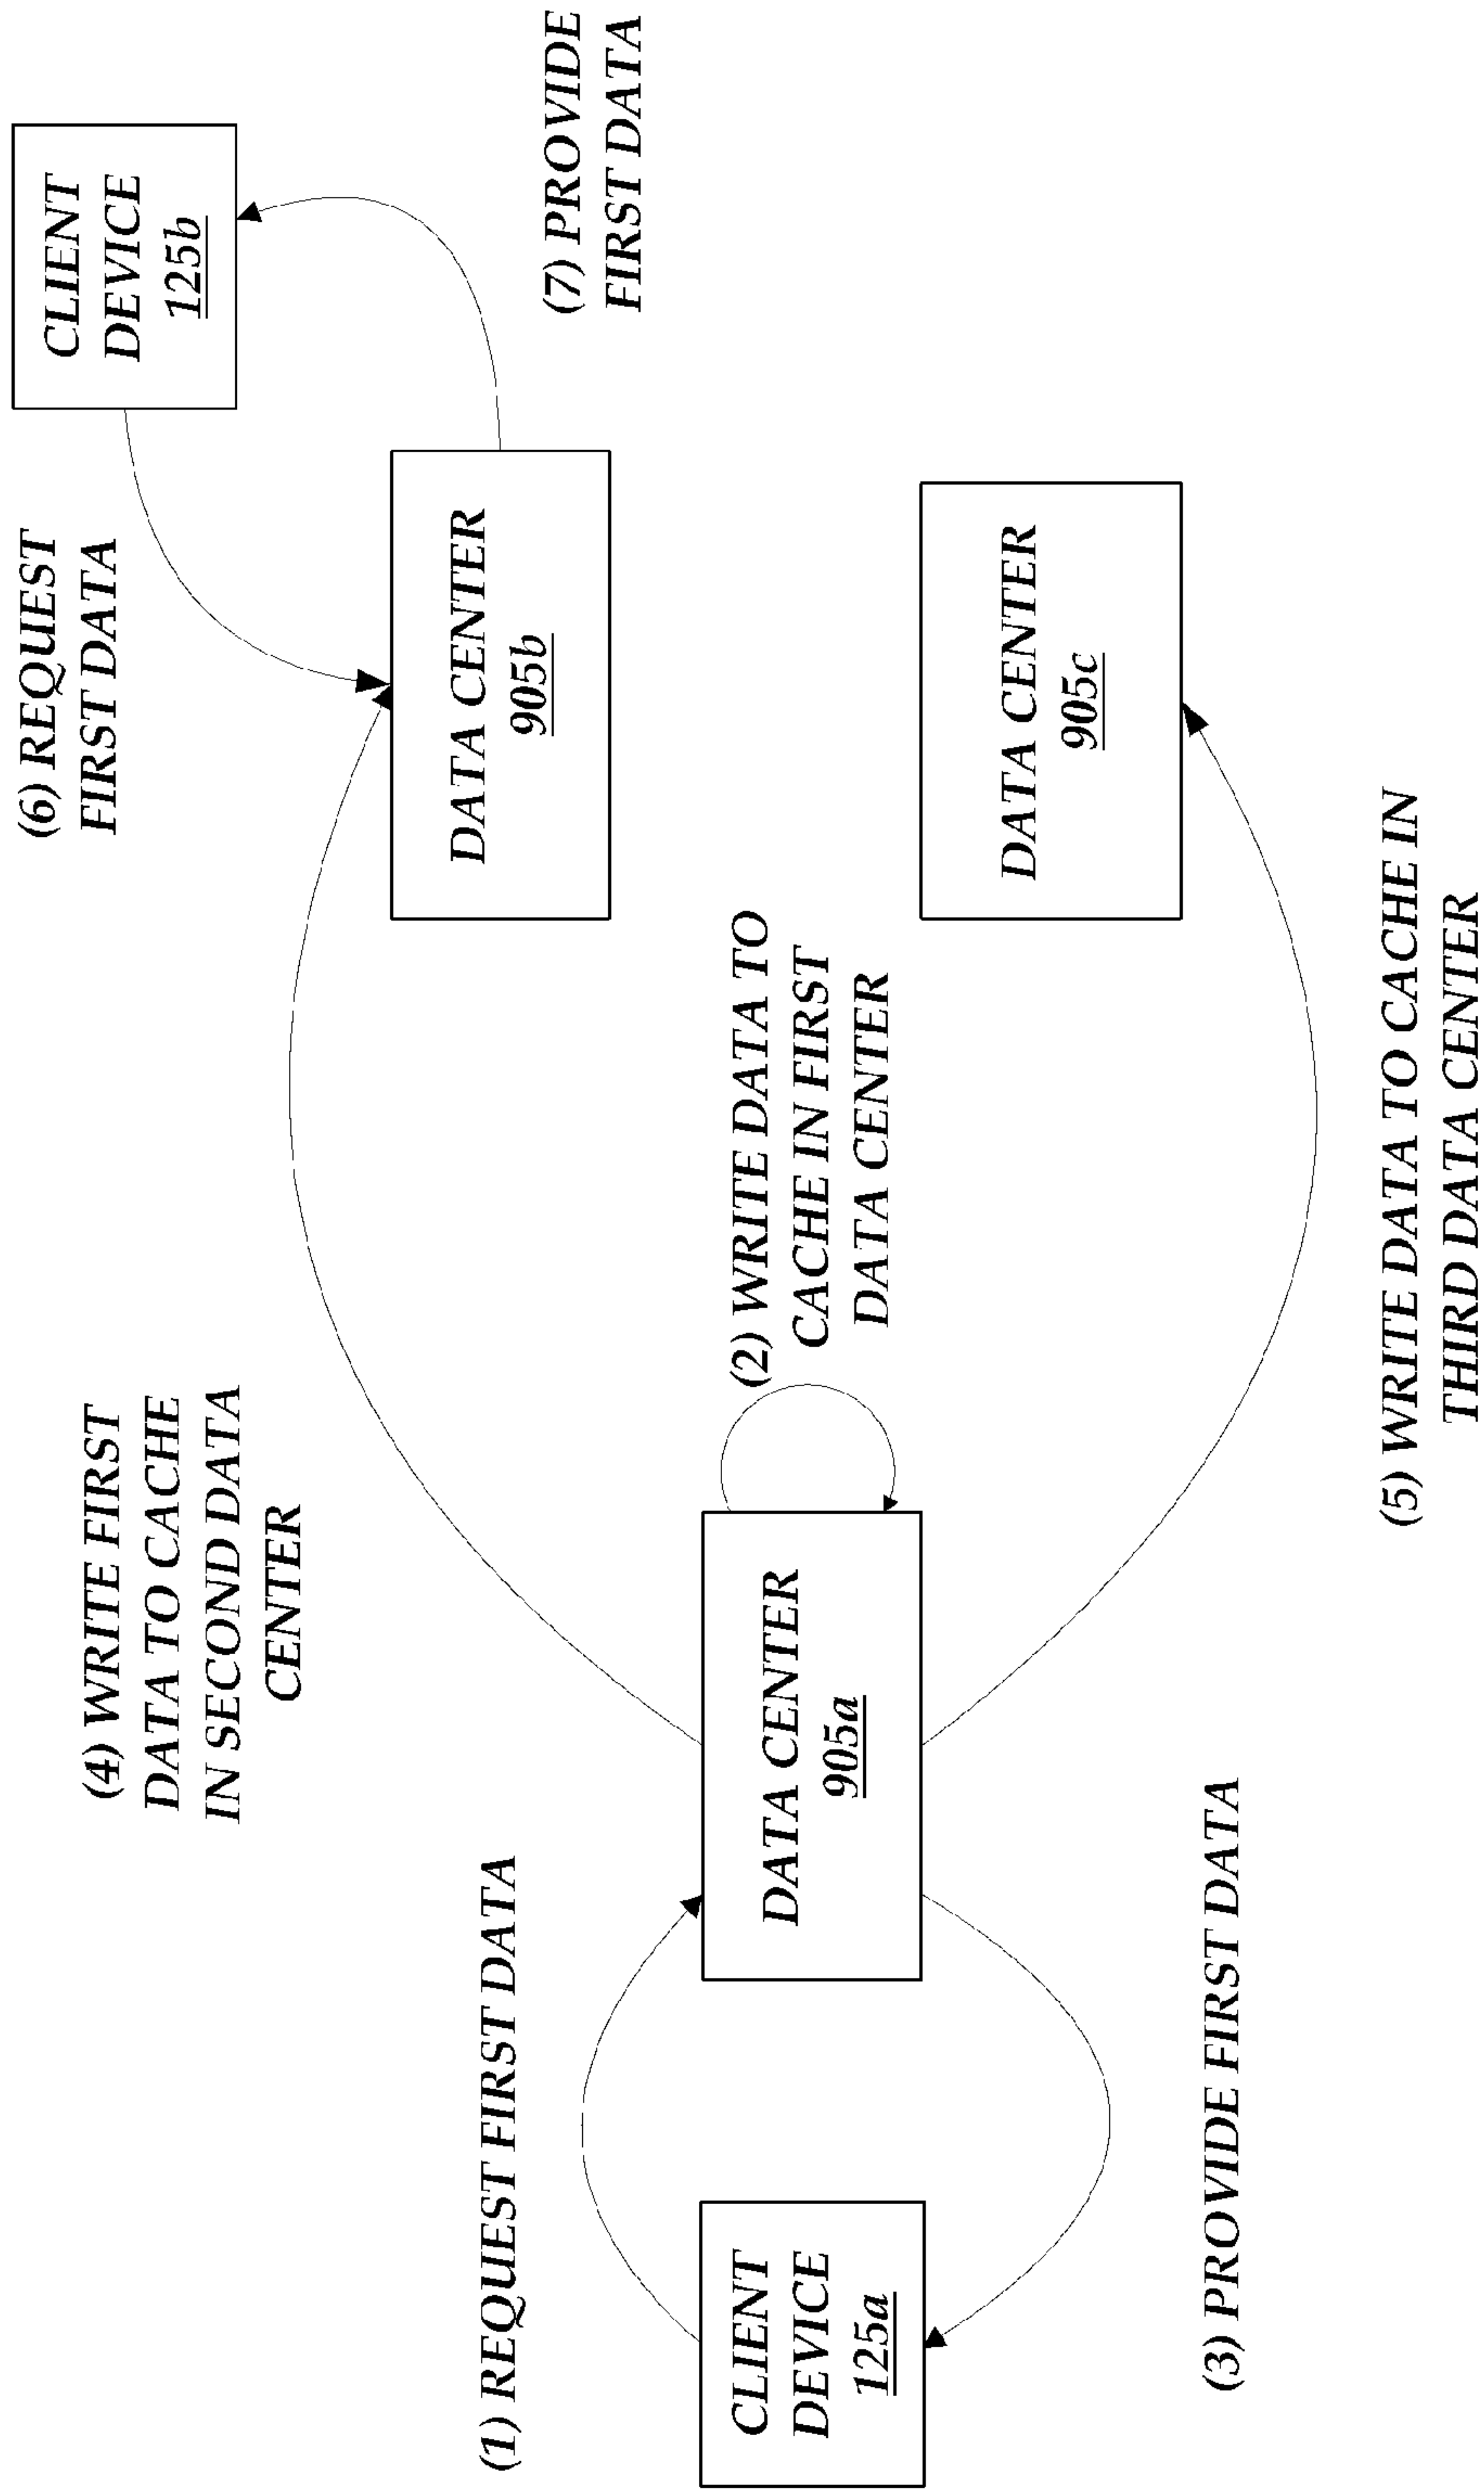 (1) REQUEST FIRST DATA
CLIENT
DEVICE
125a
(3) PROVIDE FIRST DATA
DATA CENTER
905a
(2) WRITE DATA TO
CACHE IN FIRST
DATA CENTER
(4) WRITE FIRST
DATA TO CACHE
IN SECOND DATA
CENTER
(5) WRITE DATA TO CACHE IN
THIRD DATA CENTER
(6) REQUEST
FIRST DATA
DATA CENTER
905b
DATA CENTER
905c
CLIENT
DEVICE
125b
(7) PROVIDE
FIRST DATA